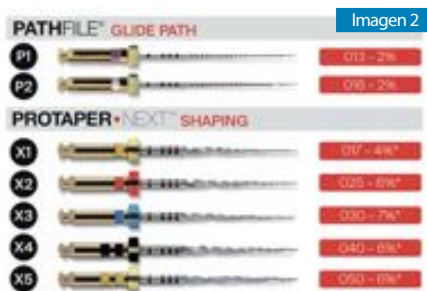 Imagen 2
PATHFILE® GLIDE PATH
P1 013 - 2%
P2 016 - 2%
PROTAPER•NEXT™ SHAPING
X1 017 - 4%*
X2 025 - 6%*
X3 030 - 7%*
X4 040 - 6%*
X5 050 - 6%*